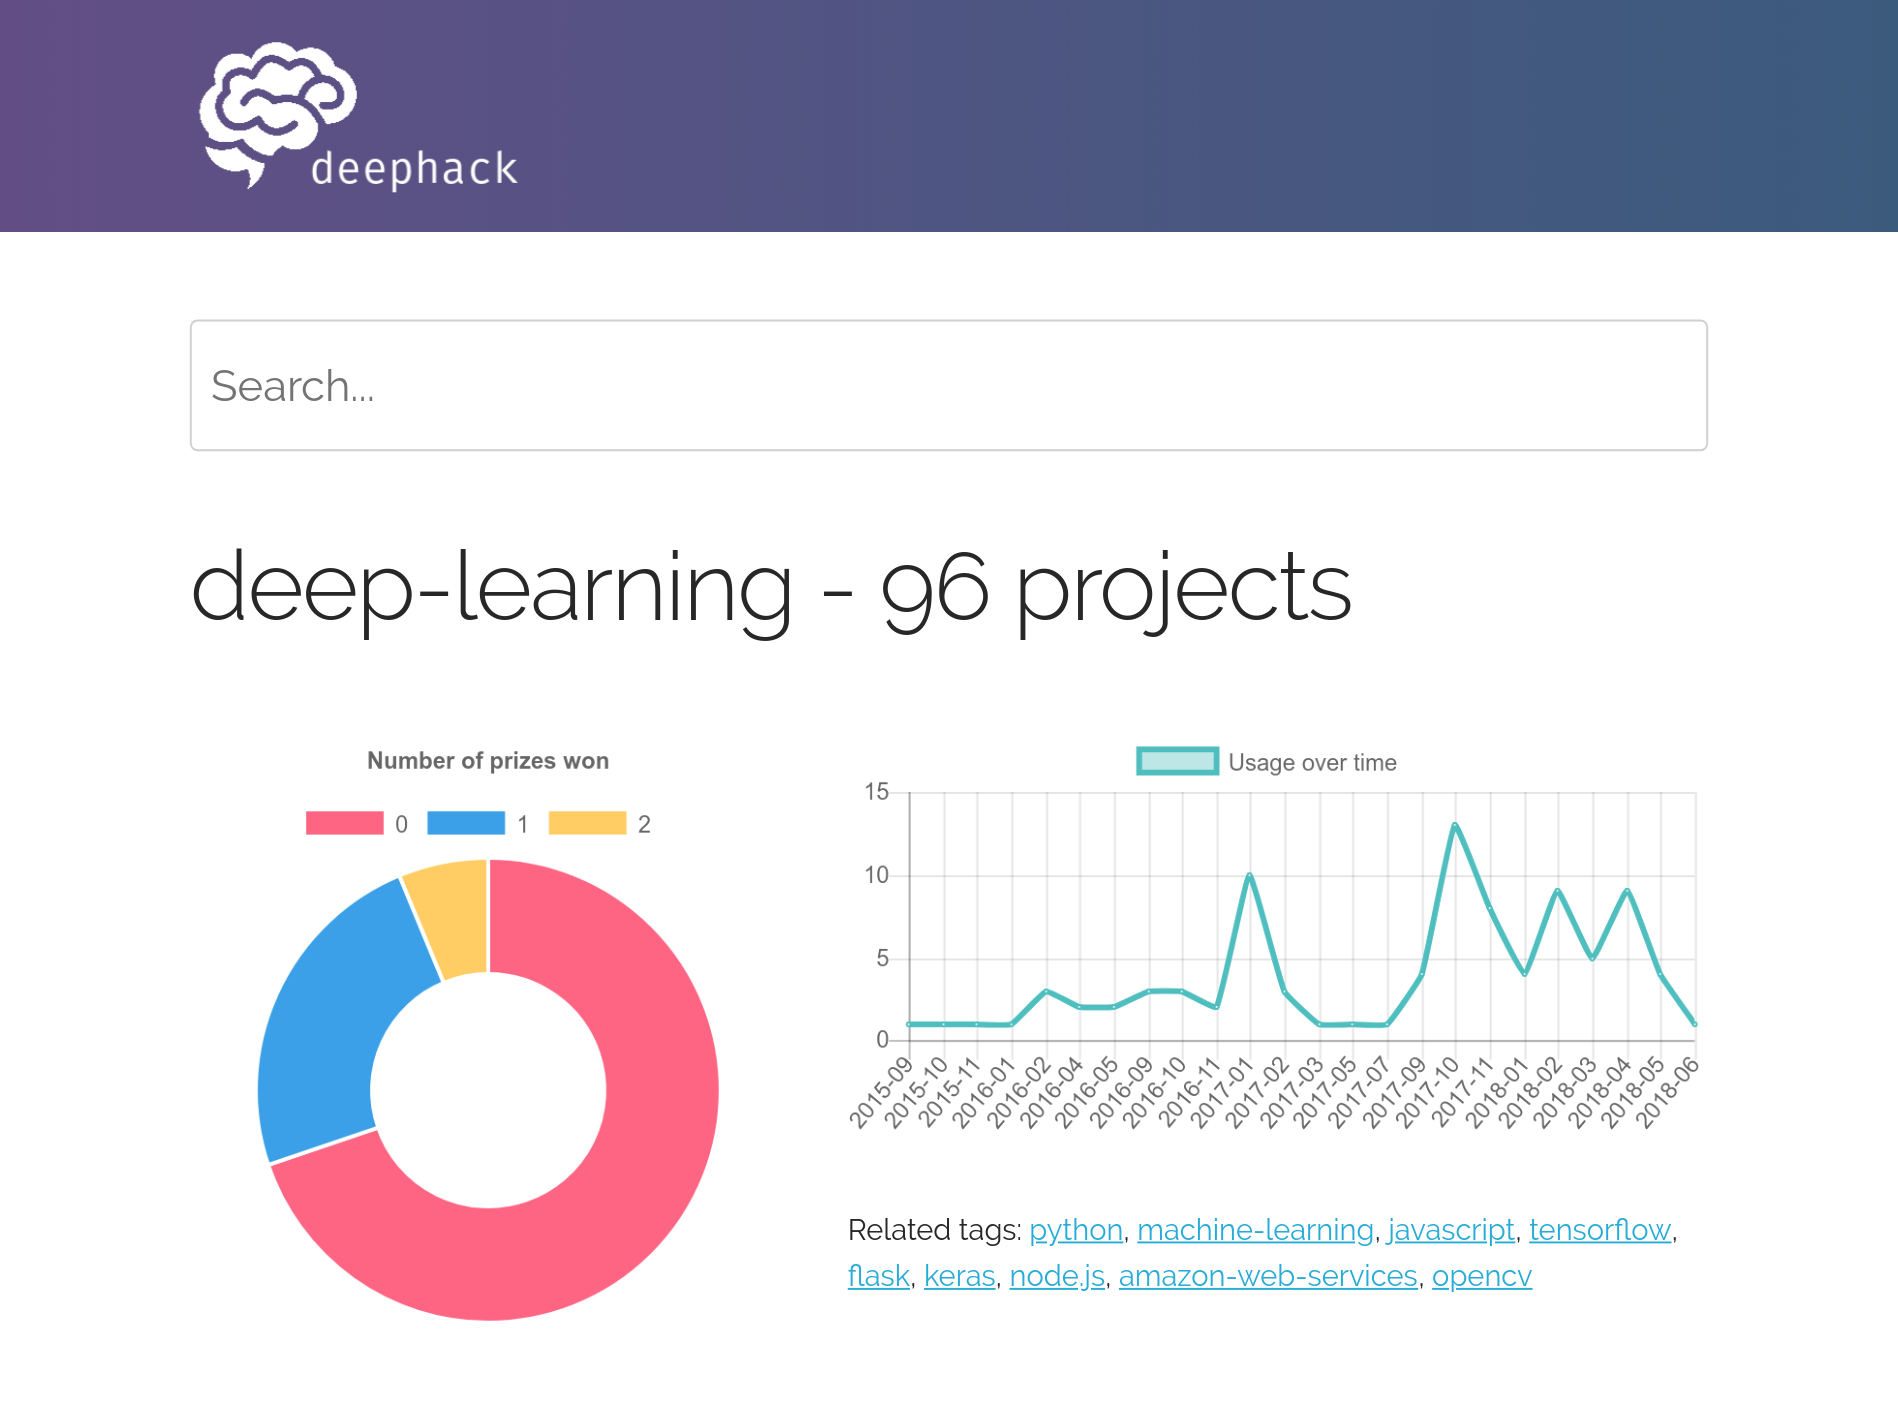 deephack
Search...
deep-learning - 96 projects
Number of prizes won
0 1 2
Usage over time
15
10
5
0
2015-09 2015-10 2015-11 2016-01 2016-02 2016-04 2016-05 2016-09 2016-10 2016-11 2017-01 2017-02 2017-03 2017-05 2017-07 2017-09 2017-10 2017-11 2018-01 2018-02 2018-03 2018-04 2018-05 2018-06
Related tags: python, machine-learning, javascript, tensorflow,
flask, keras, node.js, amazon-web-services, opencv